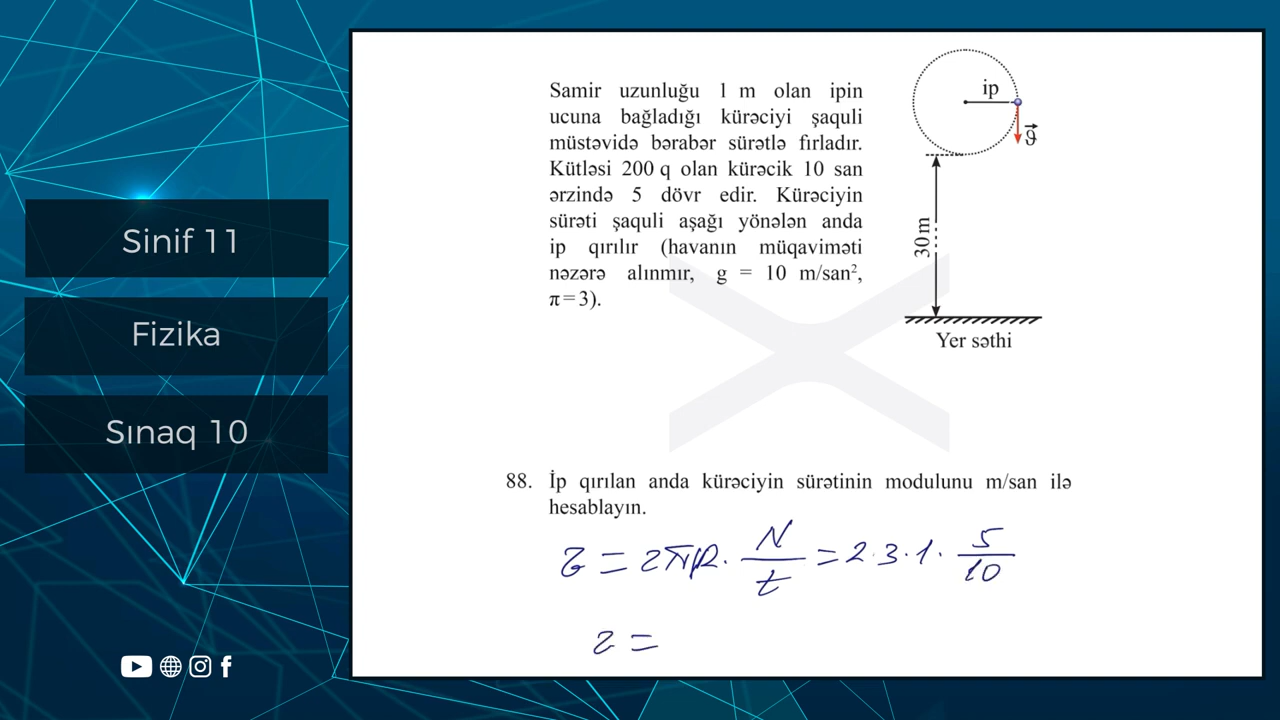 Sinif 11
Fizika
Sınaq 10
Samir uzunluğu 1 m olan ipin
ucuna bağladığı kürəciyi şaquli
müstəvidə bərabər sürətlə fırladır.
Kütləsi 200 q olan kürəcik 10 san
ərzində 5 dövr edir. Kürəciyin
sürəti şaquli aşağı yönələn anda
ip qırılır (havanın müqaviməti
nəzərə alınmır, g = 10 m/san²,
π=3).
ip
ϑ⃗
30 m
Yer səthi
88. İp qırılan anda kürəciyin sürətinin modulunu m/san ilə
hesablayın.
ϑ = 2πR · N/t = 2·3·1· 5/10
ϑ =